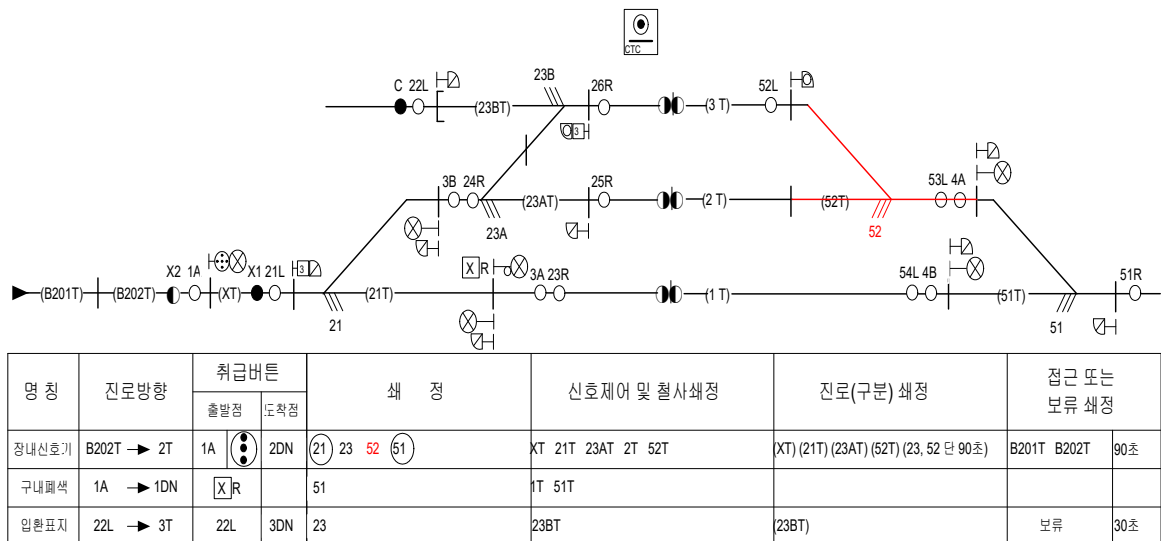 CTC
23B
C 22L
26R
52L
(23BT)
(3 T)
3
3B 24R
25R
53L 4A
(23AT)
(2 T)
(52T)
23A
52
X R
X2 1A
X1 21L
3
3A 23R
54L 4B
51R
(B201T)
(B202T)
(XT)
(21T)
(1 T)
(51T)
21
51
명 칭 진로방향 취급버튼 쇄 정 신호제어 및 철사쇄정 진로(구분) 쇄정 접근 또는
보류 쇄정
출발점 도착점
장내신호기 B202T → 2T 1A 2DN 21 23 52 51 XT 21T 23AT 2T 52T (XT) (21T) (23AT) (52T) (23, 52 단 90초) B201T B202T 90초
구내폐색 1A → 1DN X R 51 1T 51T
입환표지 22L → 3T 22L 3DN 23 23BT (23BT) 보류 30초